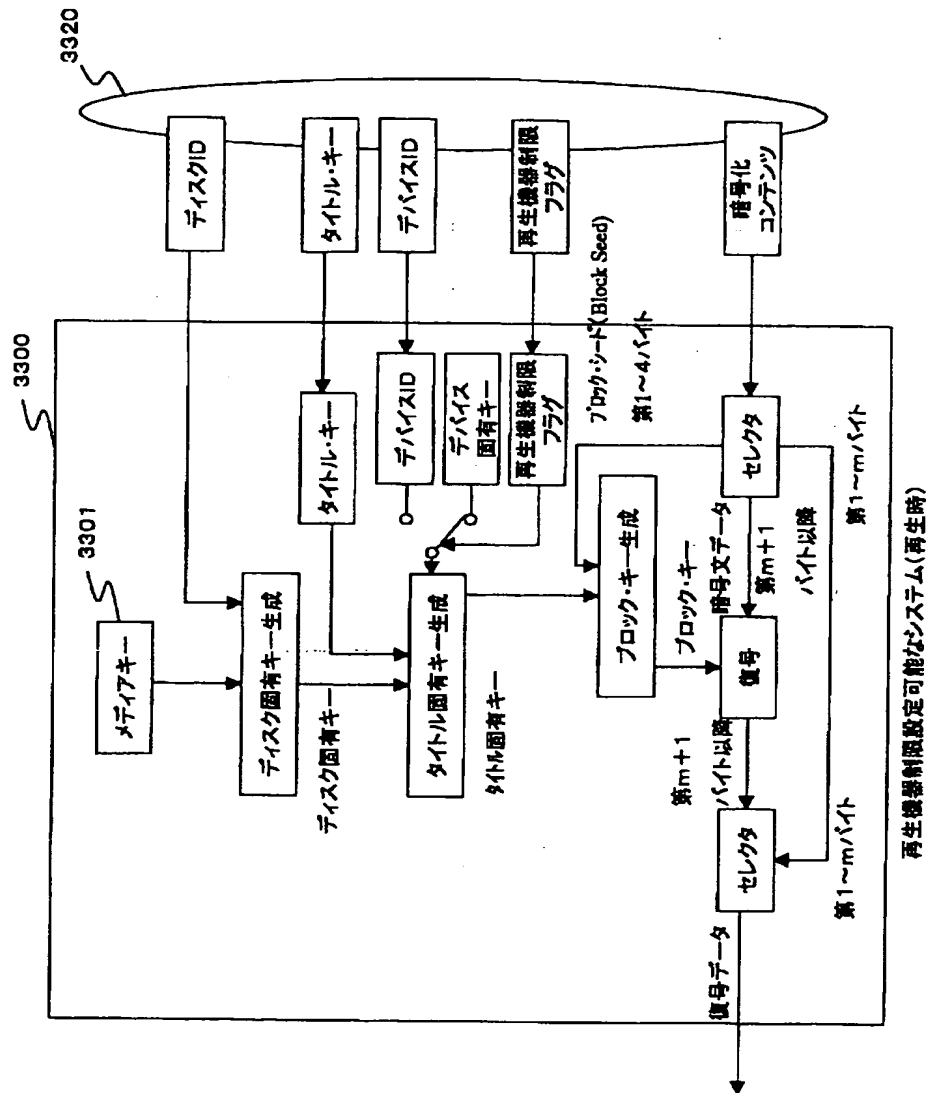 3320
ディスクID
タイトル・キー
デバイスID
再生機器制限
フラグ
暗号化
コンテンツ
3300
3301
メディアキー
ディスク固有キー生成
ディスク固有キー
タイトル・キー
タイトル固有キー生成
タイトル固有キー
デバイスID
デバイス
固有キー
再生機器制限
フラグ
ブロック・シード(Block Seed)
第1～4バイト
ブロック・キー生成
ブロック・キー
セレクタ
暗号文データ
第m+1
バイト以降
第1～mバイト
復号
第m+1
バイト以降
セレクタ
第1～mバイト
復号データ
再生機器制限設定可能なシステム(再生時)